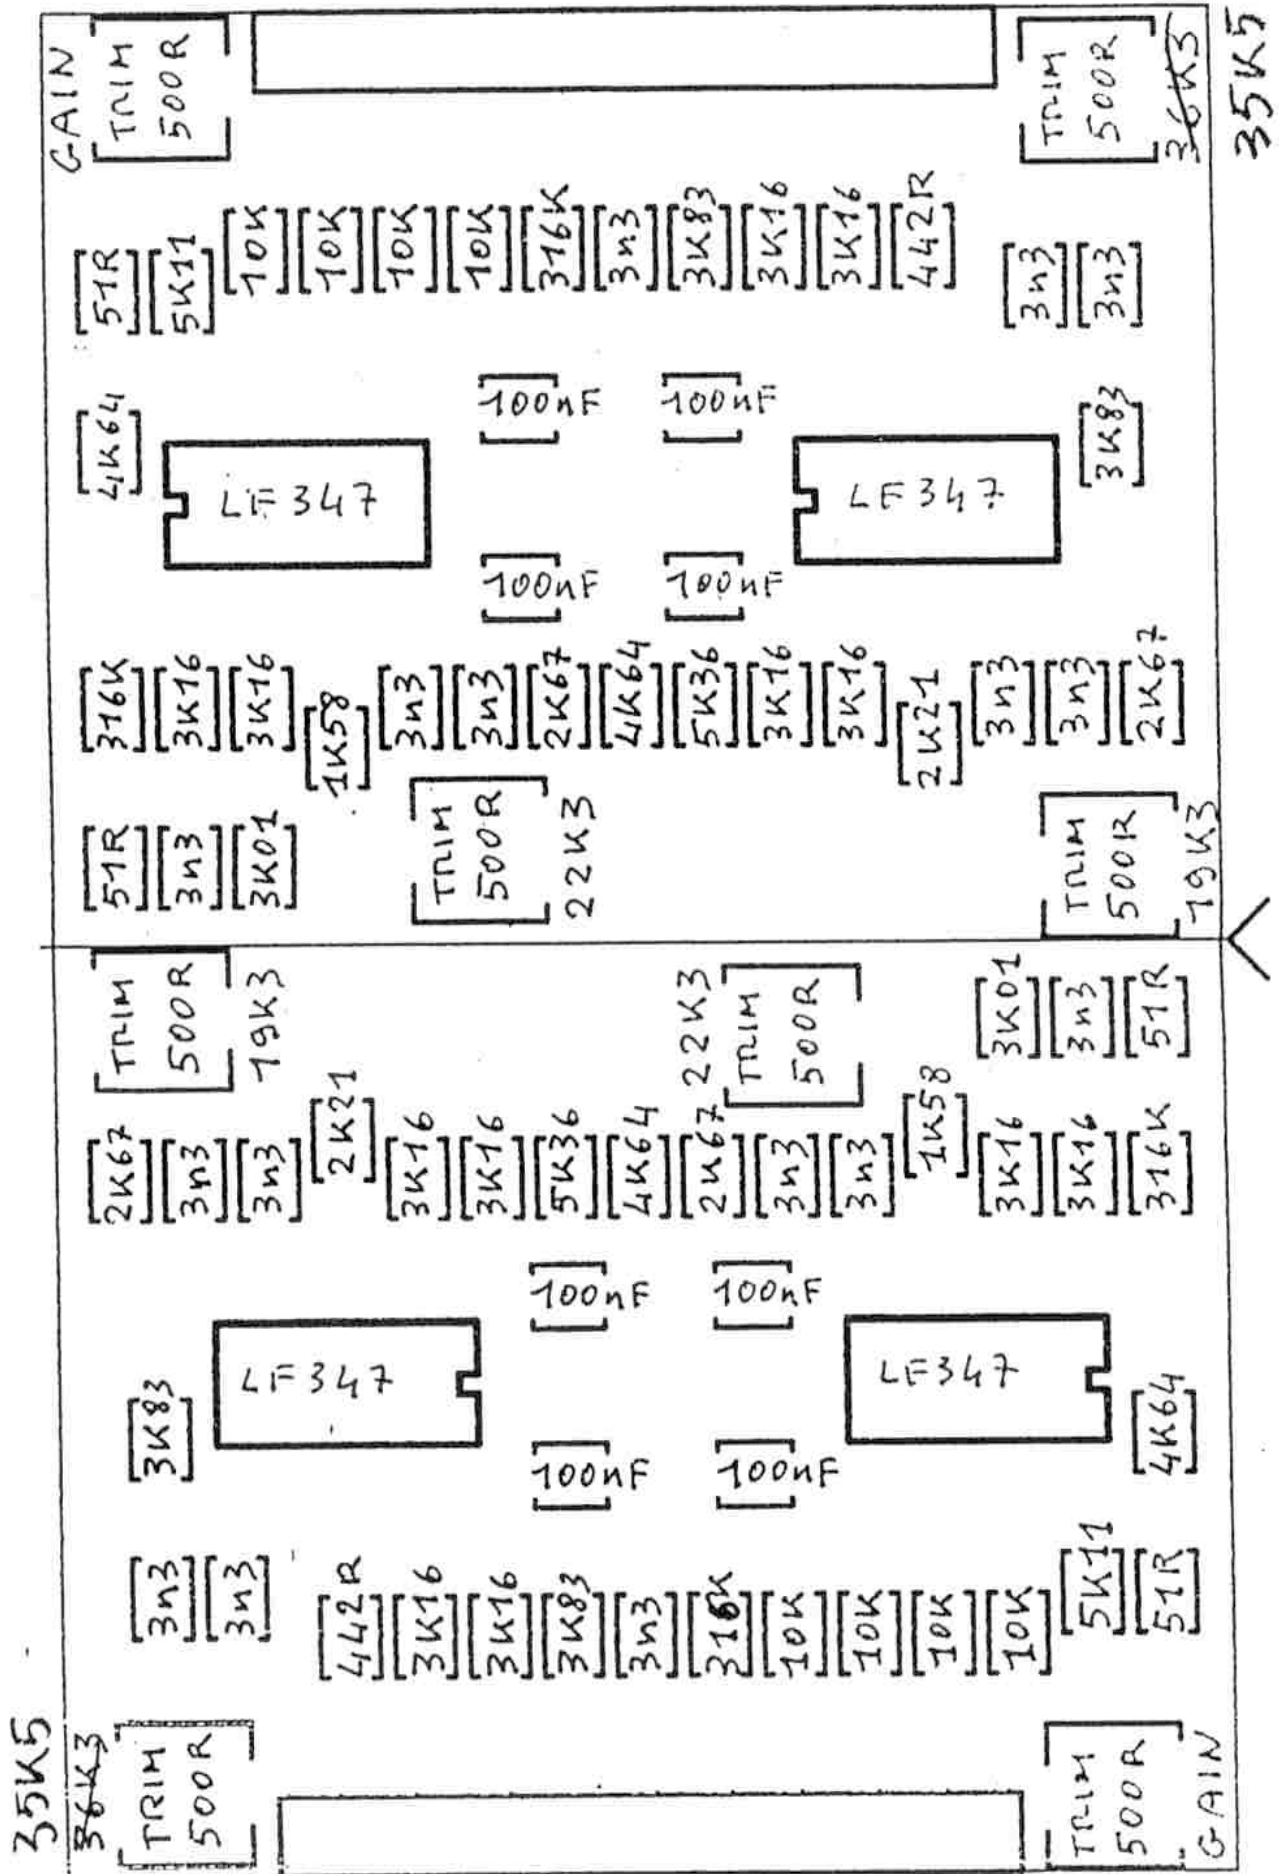 GAIN
TRIM
500R
TRIM
500R
36K3
35K5
51R
5K11
10K
10K
10K
10K
316K
3n3
3K83
3K16
3K16
442R
3n3
3n3
4K64
100nF
100nF
3K83
LF347
LF347
100nF
100nF
316K
3K16
3K16
1K58
3n3
3n3
2K67
4K64
5K36
3K16
3K16
2K21
3n3
3n3
2K67
51R
3n3
3K01
TRIM
500R
22K3
TRIM
500R
19K3
TRIM
500R
19K3
22K3
TRIM
500R
3K01
3n3
51R
2K67
3n3
3n3
2K21
3K16
3K16
5K36
4K64
2K67
3n3
3n3
1K58
3K16
3K16
316K
100nF
100nF
LF347
LF347
3K83
4K64
100nF
100nF
3n3
3n3
442R
3K16
3K16
3K83
3n3
316K
10K
10K
10K
10K
5K11
51R
35K5
36K3
TRIM
500R
TRIM
500R
GAIN